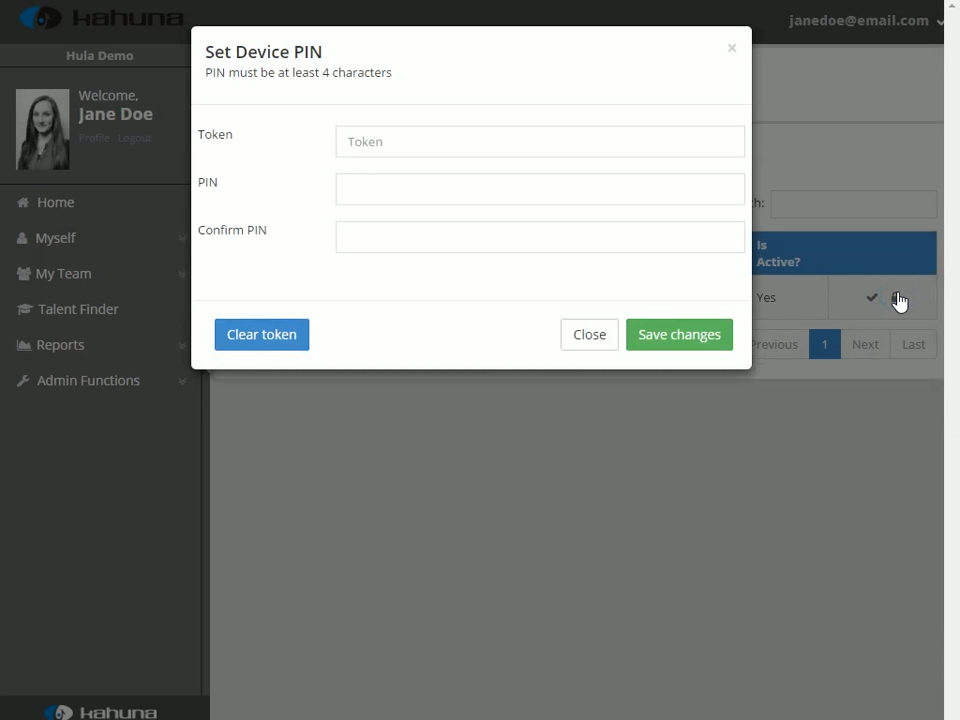 kahuna
janedoe@email.com
Hula Demo
Welcome,
Jane Doe
Profile Logout
Home
Myself
My Team
Talent Finder
Reports
Admin Functions
Set Device PIN
×
PIN must be at least 4 characters
Token
Token
PIN
Confirm PIN
Clear token
Close
Save changes
Is
Active?
Yes
Previous
1
Next
Last
kahuna